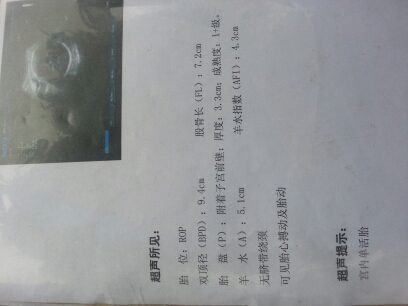 超声所见:
胎 位: ROP
双顶径(BPD): 9.4cm 股骨长(FL): 7.2cm
胎 盘(P): 附着子宫前壁; 厚度: 3.3cm; 成熟度: I+级。
羊 水(A): 5.1cm 羊水指数(AFI): 4.3cm
无脐带绕颈
可见胎心搏动及胎动
超声提示:
宫内单活胎